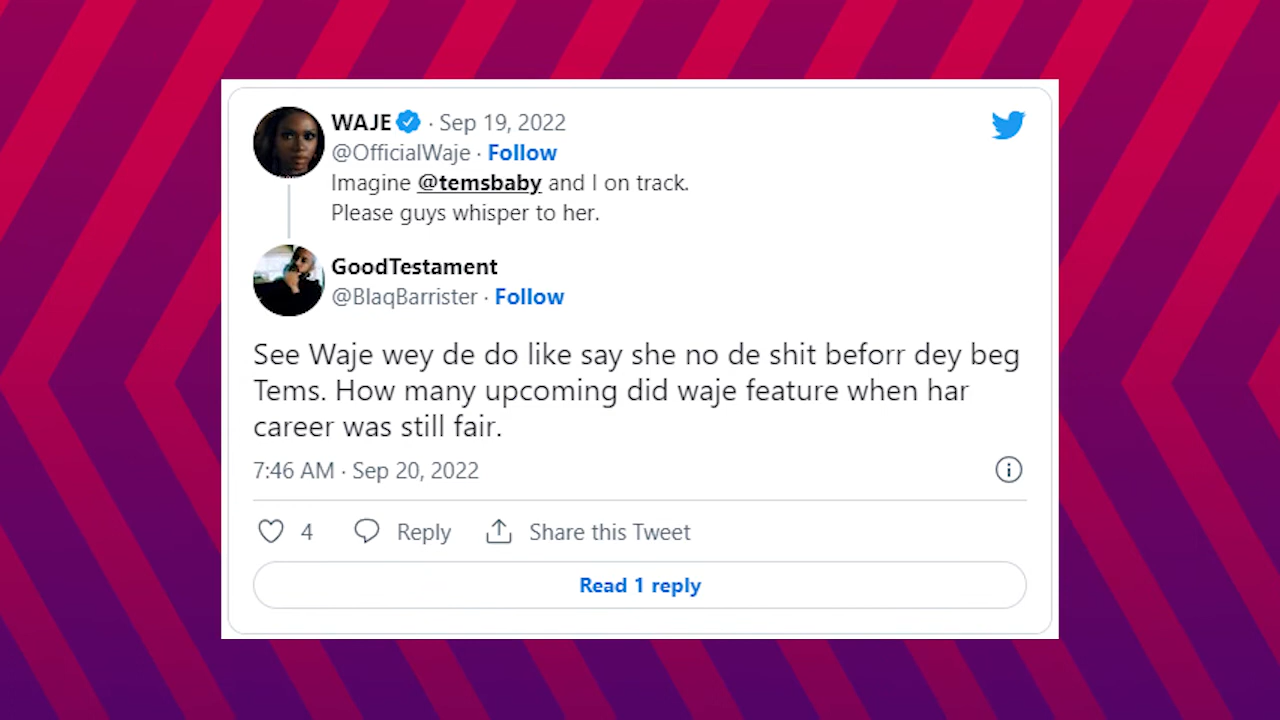 WAJE · Sep 19, 2022
@OfficialWaje · Follow
Imagine @temsbaby and I on track.
Please guys whisper to her.
GoodTestament
@BlaqBarrister · Follow
See Waje wey de do like say she no de shit beforr dey beg
Tems. How many upcoming did waje feature when har
career was still fair.
7:46 AM · Sep 20, 2022
4 Reply Share this Tweet
Read 1 reply